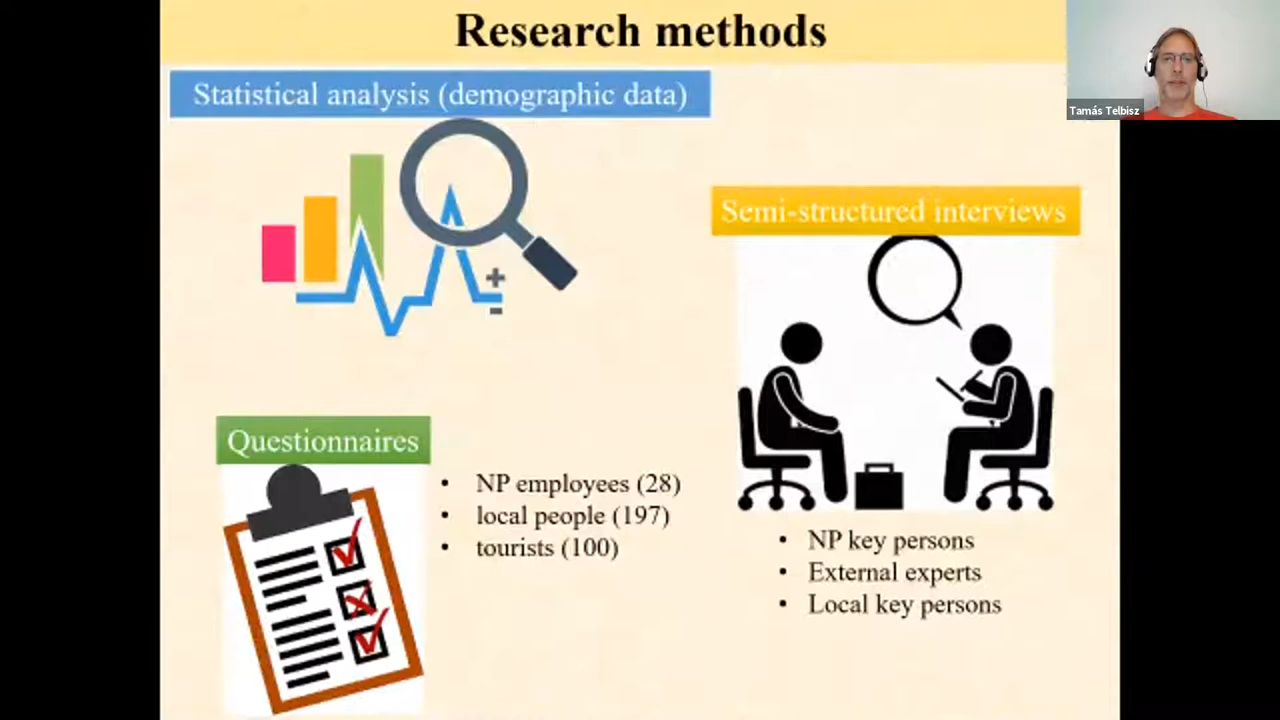 Research methods
Tamás Telbisz
Statistical analysis (demographic data)
Semi-structured interviews
Questionnaires
• NP employees (28)
• local people (197)
• tourists (100)
• NP key persons
• External experts
• Local key persons